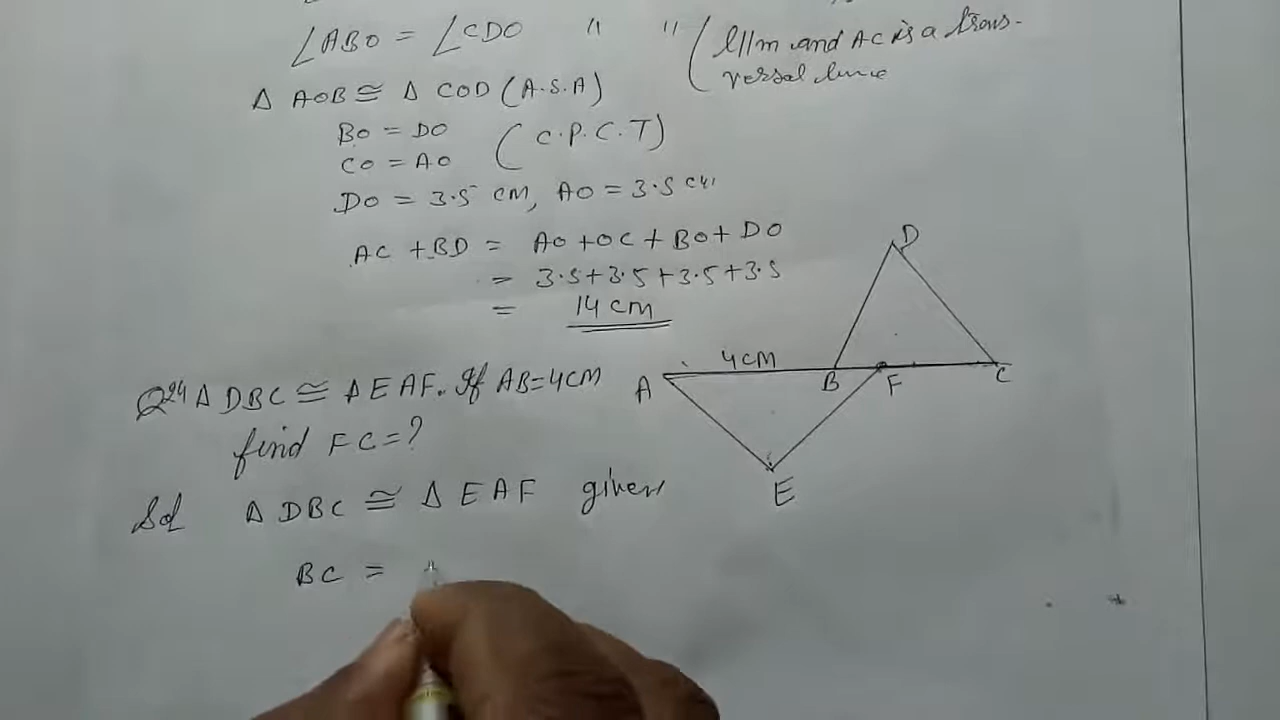 ∠ABO = ∠CDO " " ( l||m and AC is a trans-
versal line
Δ AOB ≅ Δ COD (A.S.A)
BO = DO ( C.P.C.T)
CO = AO
DO = 3.5 CM, AO = 3.5 cm
AC + BD = AO + OC + BO + DO
= 3.5+3.5+3.5+3.5
= 14 cm
D
4CM
A
B
F
C
E
Q24 Δ DBC ≅ Δ EAF. If AB=4CM
find FC=?
Sol Δ DBC ≅ Δ EAF given
BC =